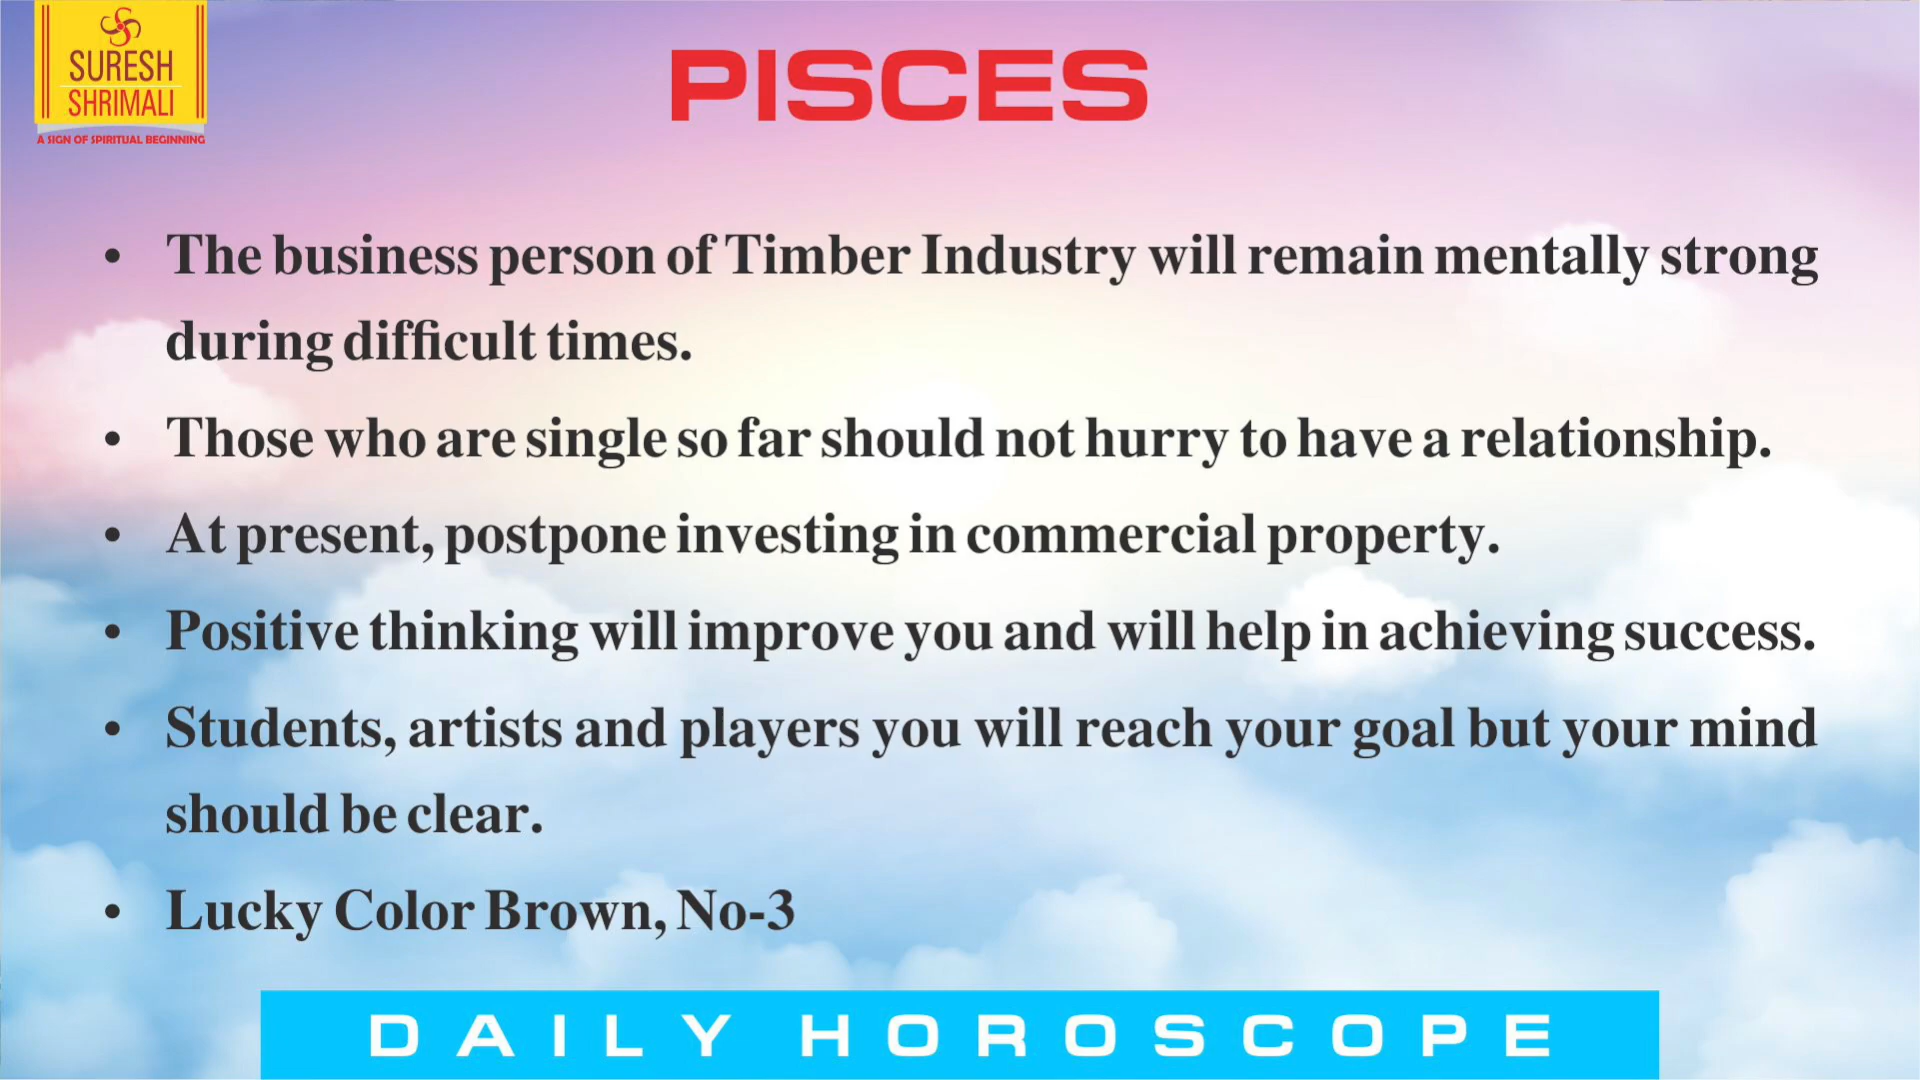 SURESH
SHRIMALI
A SIGN OF SPIRITUAL BEGINNING
PISCES
• The business person of Timber Industry will remain mentally strong
during difficult times.
• Those who are single so far should not hurry to have a relationship.
• At present, postpone investing in commercial property.
• Positive thinking will improve you and will help in achieving success.
• Students, artists and players you will reach your goal but your mind
should be clear.
• Lucky Color Brown, No-3
DAILY HOROSCOPE